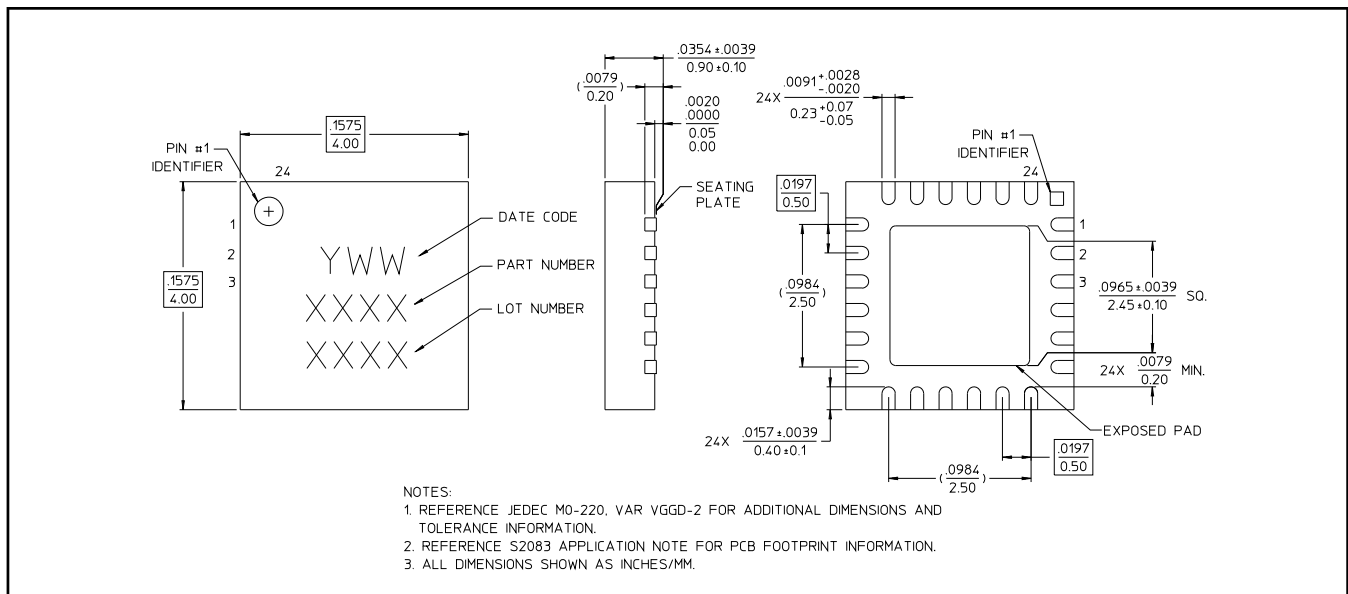 .1575
4.00
PIN #1
IDENTIFIER
24
1
2
3
.1575
4.00
YWW
XXXX
XXXX
DATE CODE
PART NUMBER
LOT NUMBER
.0354 ±.0039
0.90 ±0.10
(.0079)
0.20
.0020
.0000
0.05
0.00
SEATING
PLATE
24X .0091 +.0028
-.0020
0.23 +0.07
-0.05
PIN #1
IDENTIFIER
24
.0197
0.50
1
2
3
(.0984)
2.50
.0965±.0039 SQ.
2.45±0.10
24X .0079 MIN.
0.20
24X .0157±.0039
0.40±0.1
EXPOSED PAD
.0197
0.50
(.0984)
2.50
NOTES:
1. REFERENCE JEDEC MO-220, VAR VGGD-2 FOR ADDITIONAL DIMENSIONS AND
TOLERANCE INFORMATION.
2. REFERENCE S2083 APPLICATION NOTE FOR PCB FOOTPRINT INFORMATION.
3. ALL DIMENSIONS SHOWN AS INCHES/MM.